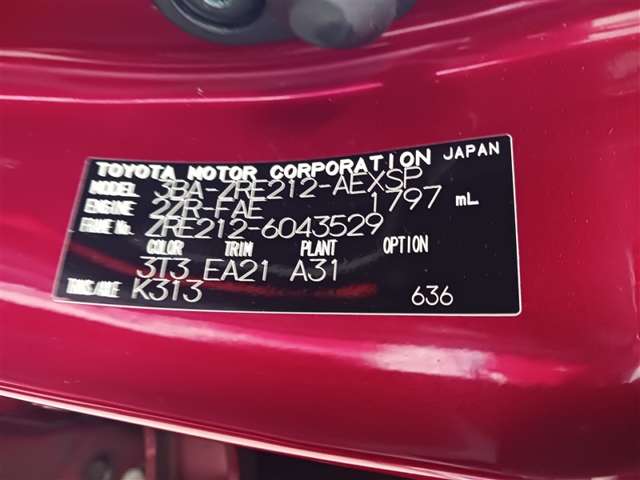 TOYOTA MOTOR CORPORATION JAPAN
MODEL 3BA-ZRE212-AEXSP
ENGINE 2ZR-FAE 1797 mL
FRAME No. ZRE212-6043529
COLOR TRIM PLANT OPTION
3T3 EA21 A31
TRANS/AXLE K313 636